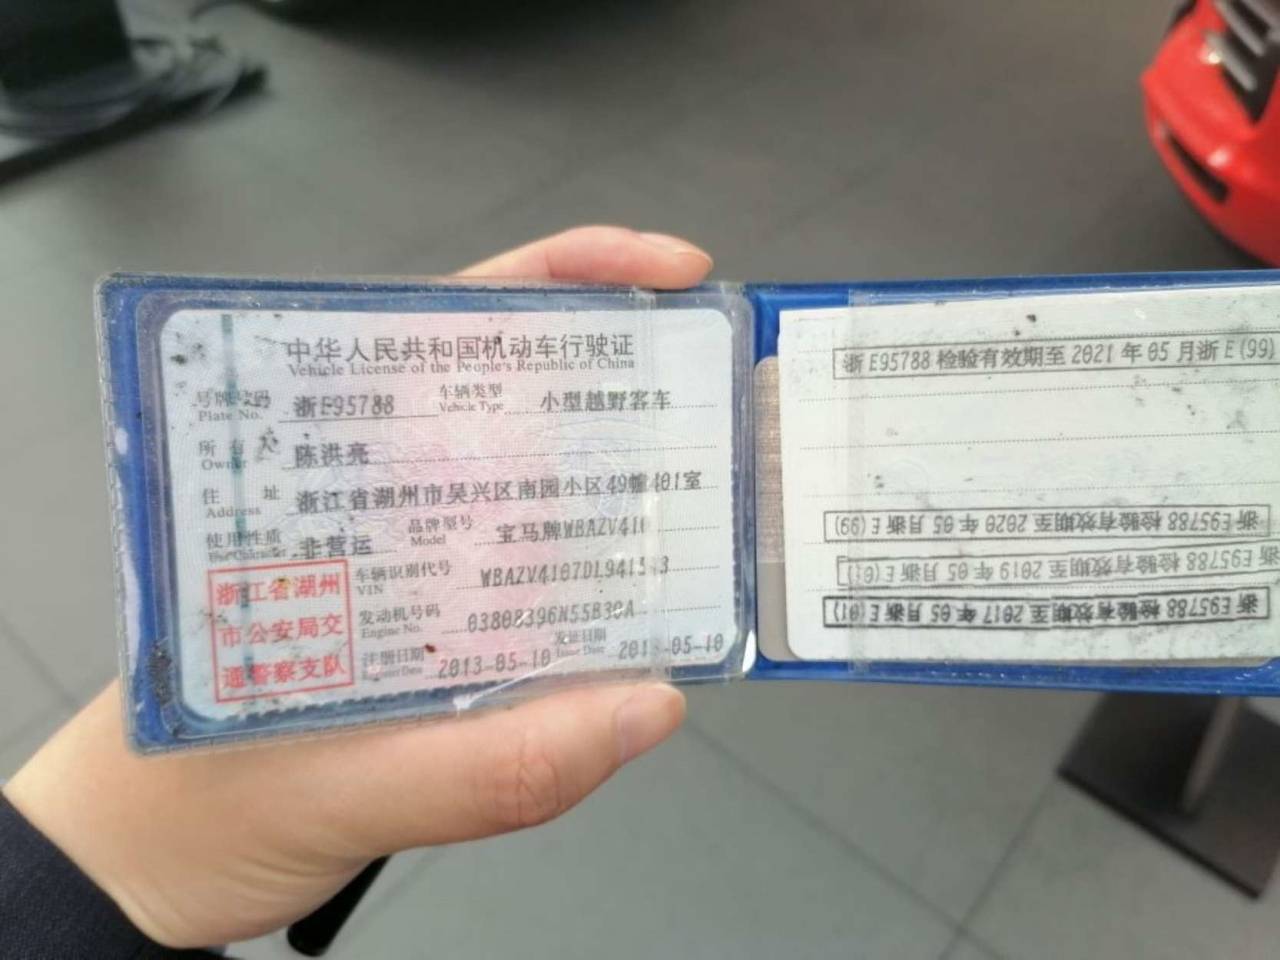 中华人民共和国机动车行驶证
Vehicle License of the People's Republic of China
号牌号码 浙E95788 车辆类型 小型越野客车
Plate No. Vehicle Type
所有人 陈洪亮
Owner
住址 浙江省湖州市吴兴区南园小区49幢401室
Address
使用性质 非营运 品牌型号 宝马牌WBAZV410
Use Character Model
车辆识别代号
VIN
发动机号码 03808396N55B30A
Engine No.
注册日期 2013-05-10 发证日期
Issue Date
浙江省湖州
市公安局交
通警察支队
浙E95788 检验有效期至 2021 年 05 月浙 E (99)
浙E95788 检验有效期至 2020 年 05 月浙 E (99)
浙E95788 检验有效期至 2019 年 05 月浙 E (01)
浙E95788 检验有效期至 2017 年 05 月浙 E (01)